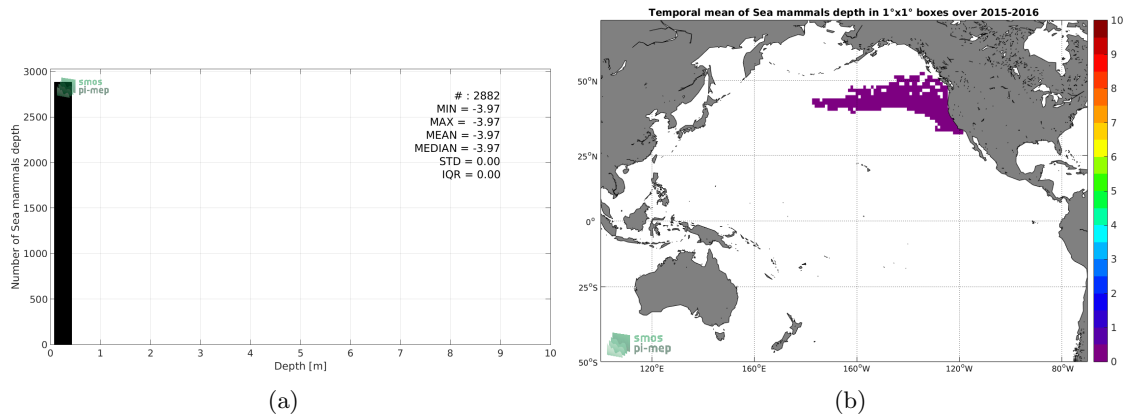 3000
2500
2000
1500
1000
500
0
Number of Sea mammals depth
smos
pi-mep
# : 2882
MIN = -3.97
MAX = -3.97
MEAN = -3.97
MEDIAN = -3.97
STD = 0.00
IQR = 0.00
0 1 2 3 4 5 6 7 8 9 10
Depth [m]
(a)
Temporal mean of Sea mammals depth in 1°x1° boxes over 2015-2016
50°N
25°N
0°
25°S
50°S
smos
pi-mep
120°E 160°E 160°W 120°W 80°W
10
9
8
7
6
5
4
3
2
1
0
(b)